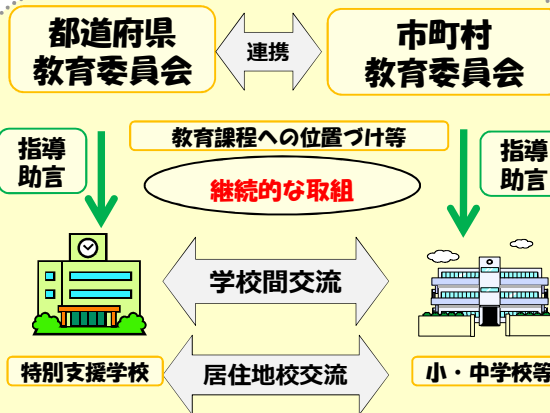 都道府県
教育委員会
連携
市町村
教育委員会
教育課程への位置づけ等
指導
助言
指導
助言
継続的な取組
学校間交流
特別支援学校
居住地校交流
小・中学校等